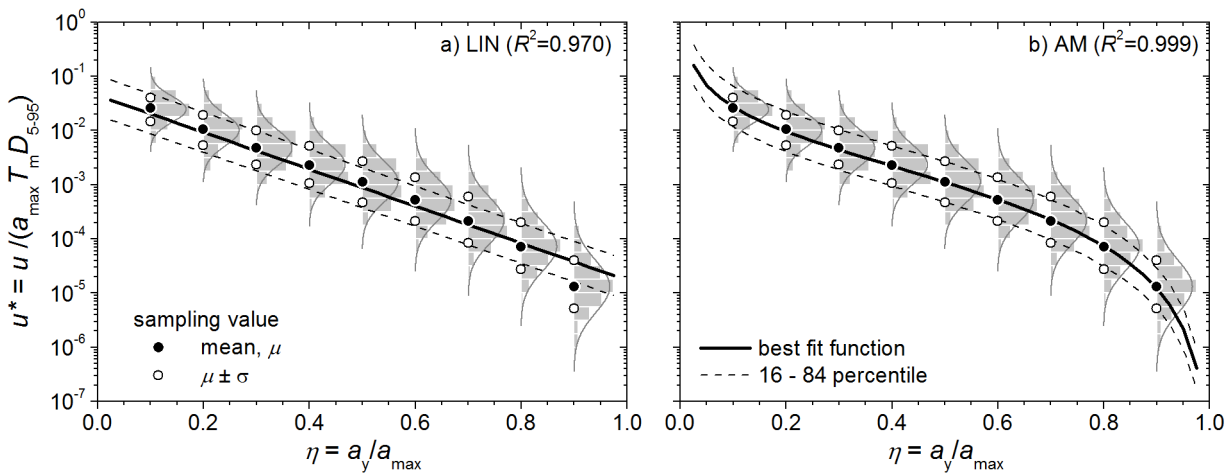 u* = u /(a_max T_m D_5-95)
10^0
10^-1
10^-2
10^-3
10^-4
10^-5
10^-6
10^-7
a) LIN (R^2=0.970)
sampling value
mean, μ
μ ± σ
0.0 0.2 0.4 0.6 0.8 1.0
η = a_y/a_max
b) AM (R^2=0.999)
best fit function
16 - 84 percentile
0.0 0.2 0.4 0.6 0.8 1.0
η = a_y/a_max